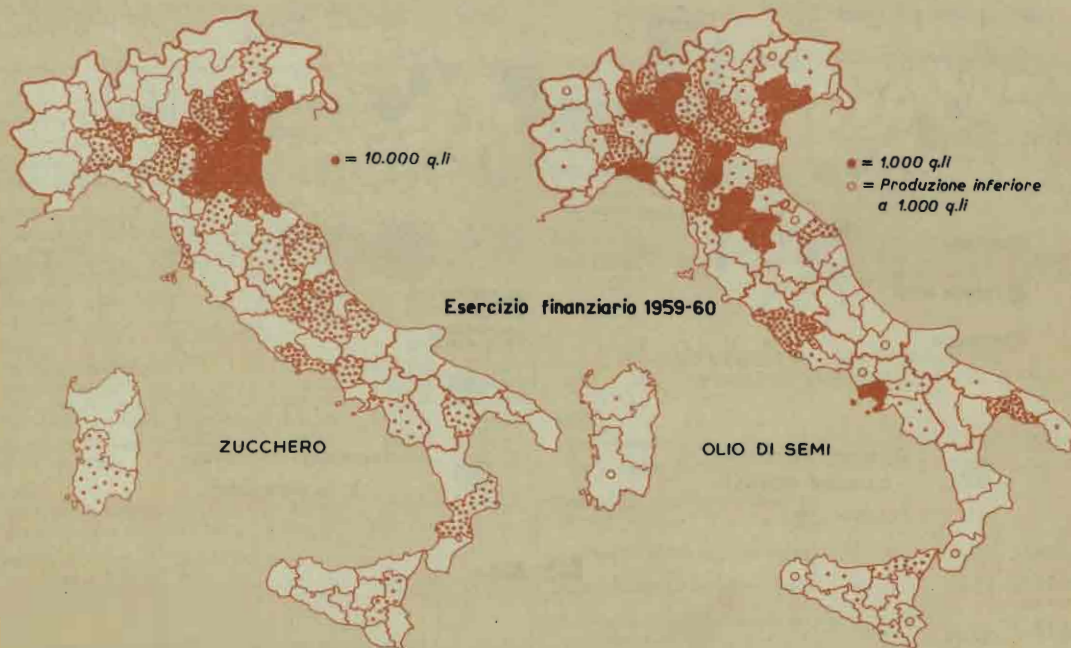 ● = 10.000 q.li
● = 1.000 q.li
○ = Produzione inferiore
a 1.000 q.li
Esercizio finanziario 1959-60
ZUCCHERO
OLIO DI SEMI